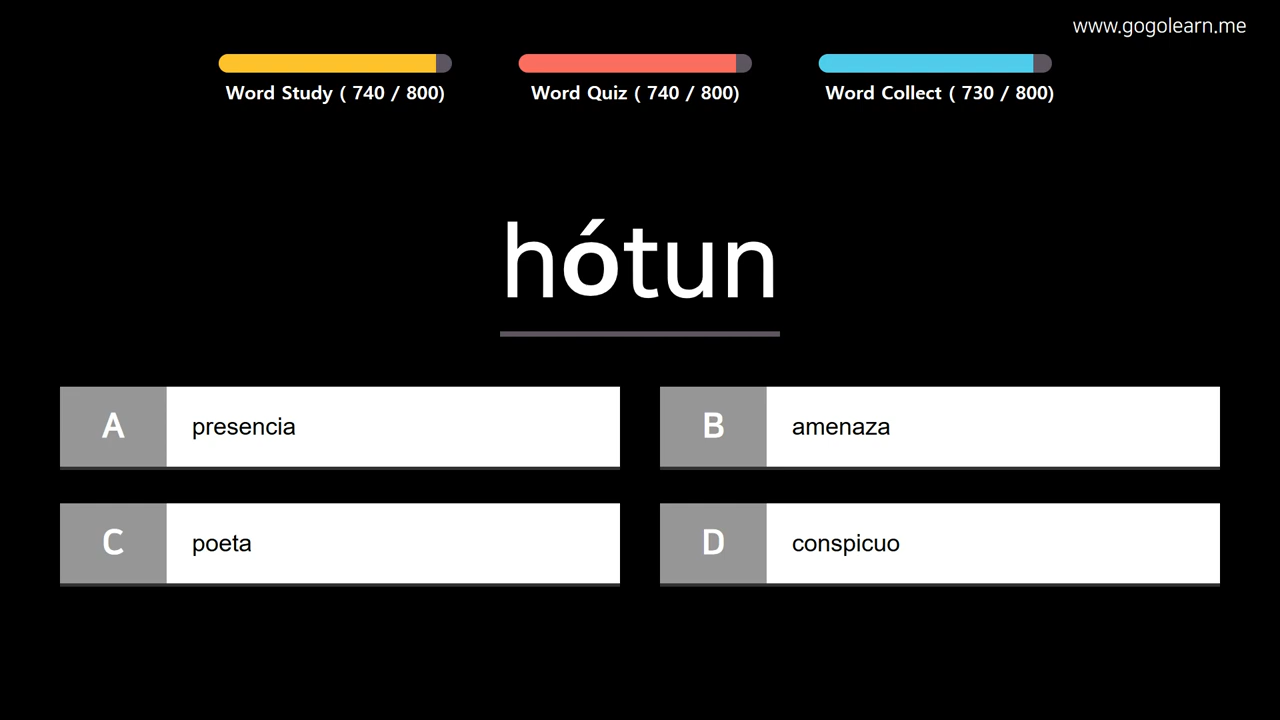 www.gogolearn.me
Word Study ( 740 / 800)
Word Quiz ( 740 / 800)
Word Collect ( 730 / 800)
hótun
A presencia
B amenaza
C poeta
D conspicuo